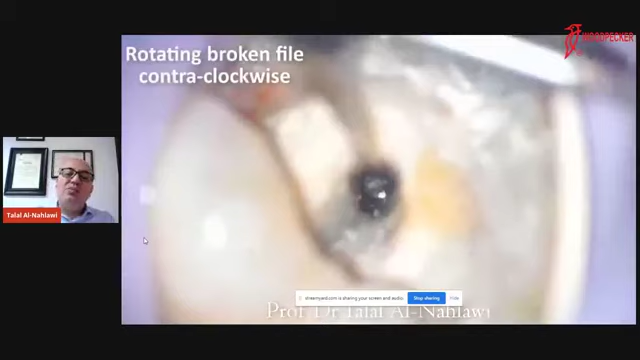 WOODPECKER
Rotating broken file
contra-clockwise
Talal Al-Nahlawi
streamyard.com is sharing your screen and audio.
Stop sharing
Hide
Prof. Dr Talal Al-Nahlawi